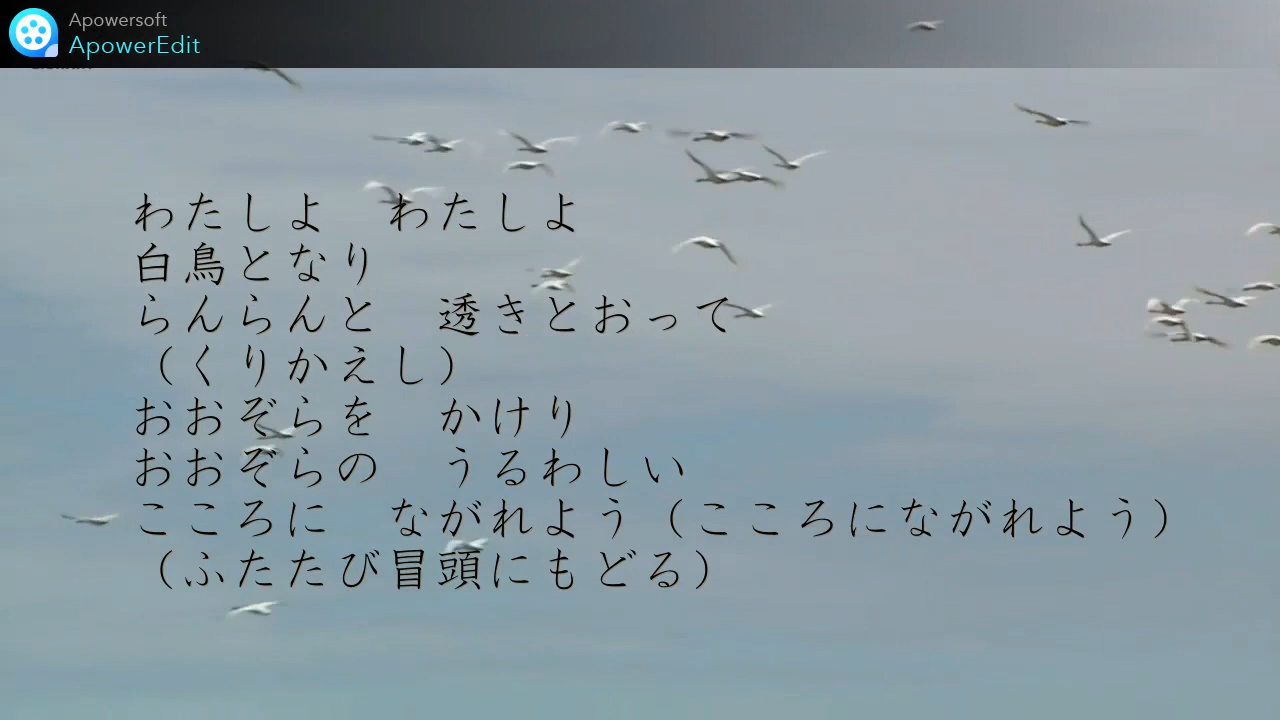 Apowersoft
ApowerEdit
わたしよ　わたしよ
白鳥となり
らんらんと　透きとおって
（くりかえし）
おおぞらを　かけり
おおぞらの　うるわしい
こころに　ながれよう（こころにながれよう）
（ふたたび冒頭にもどる）